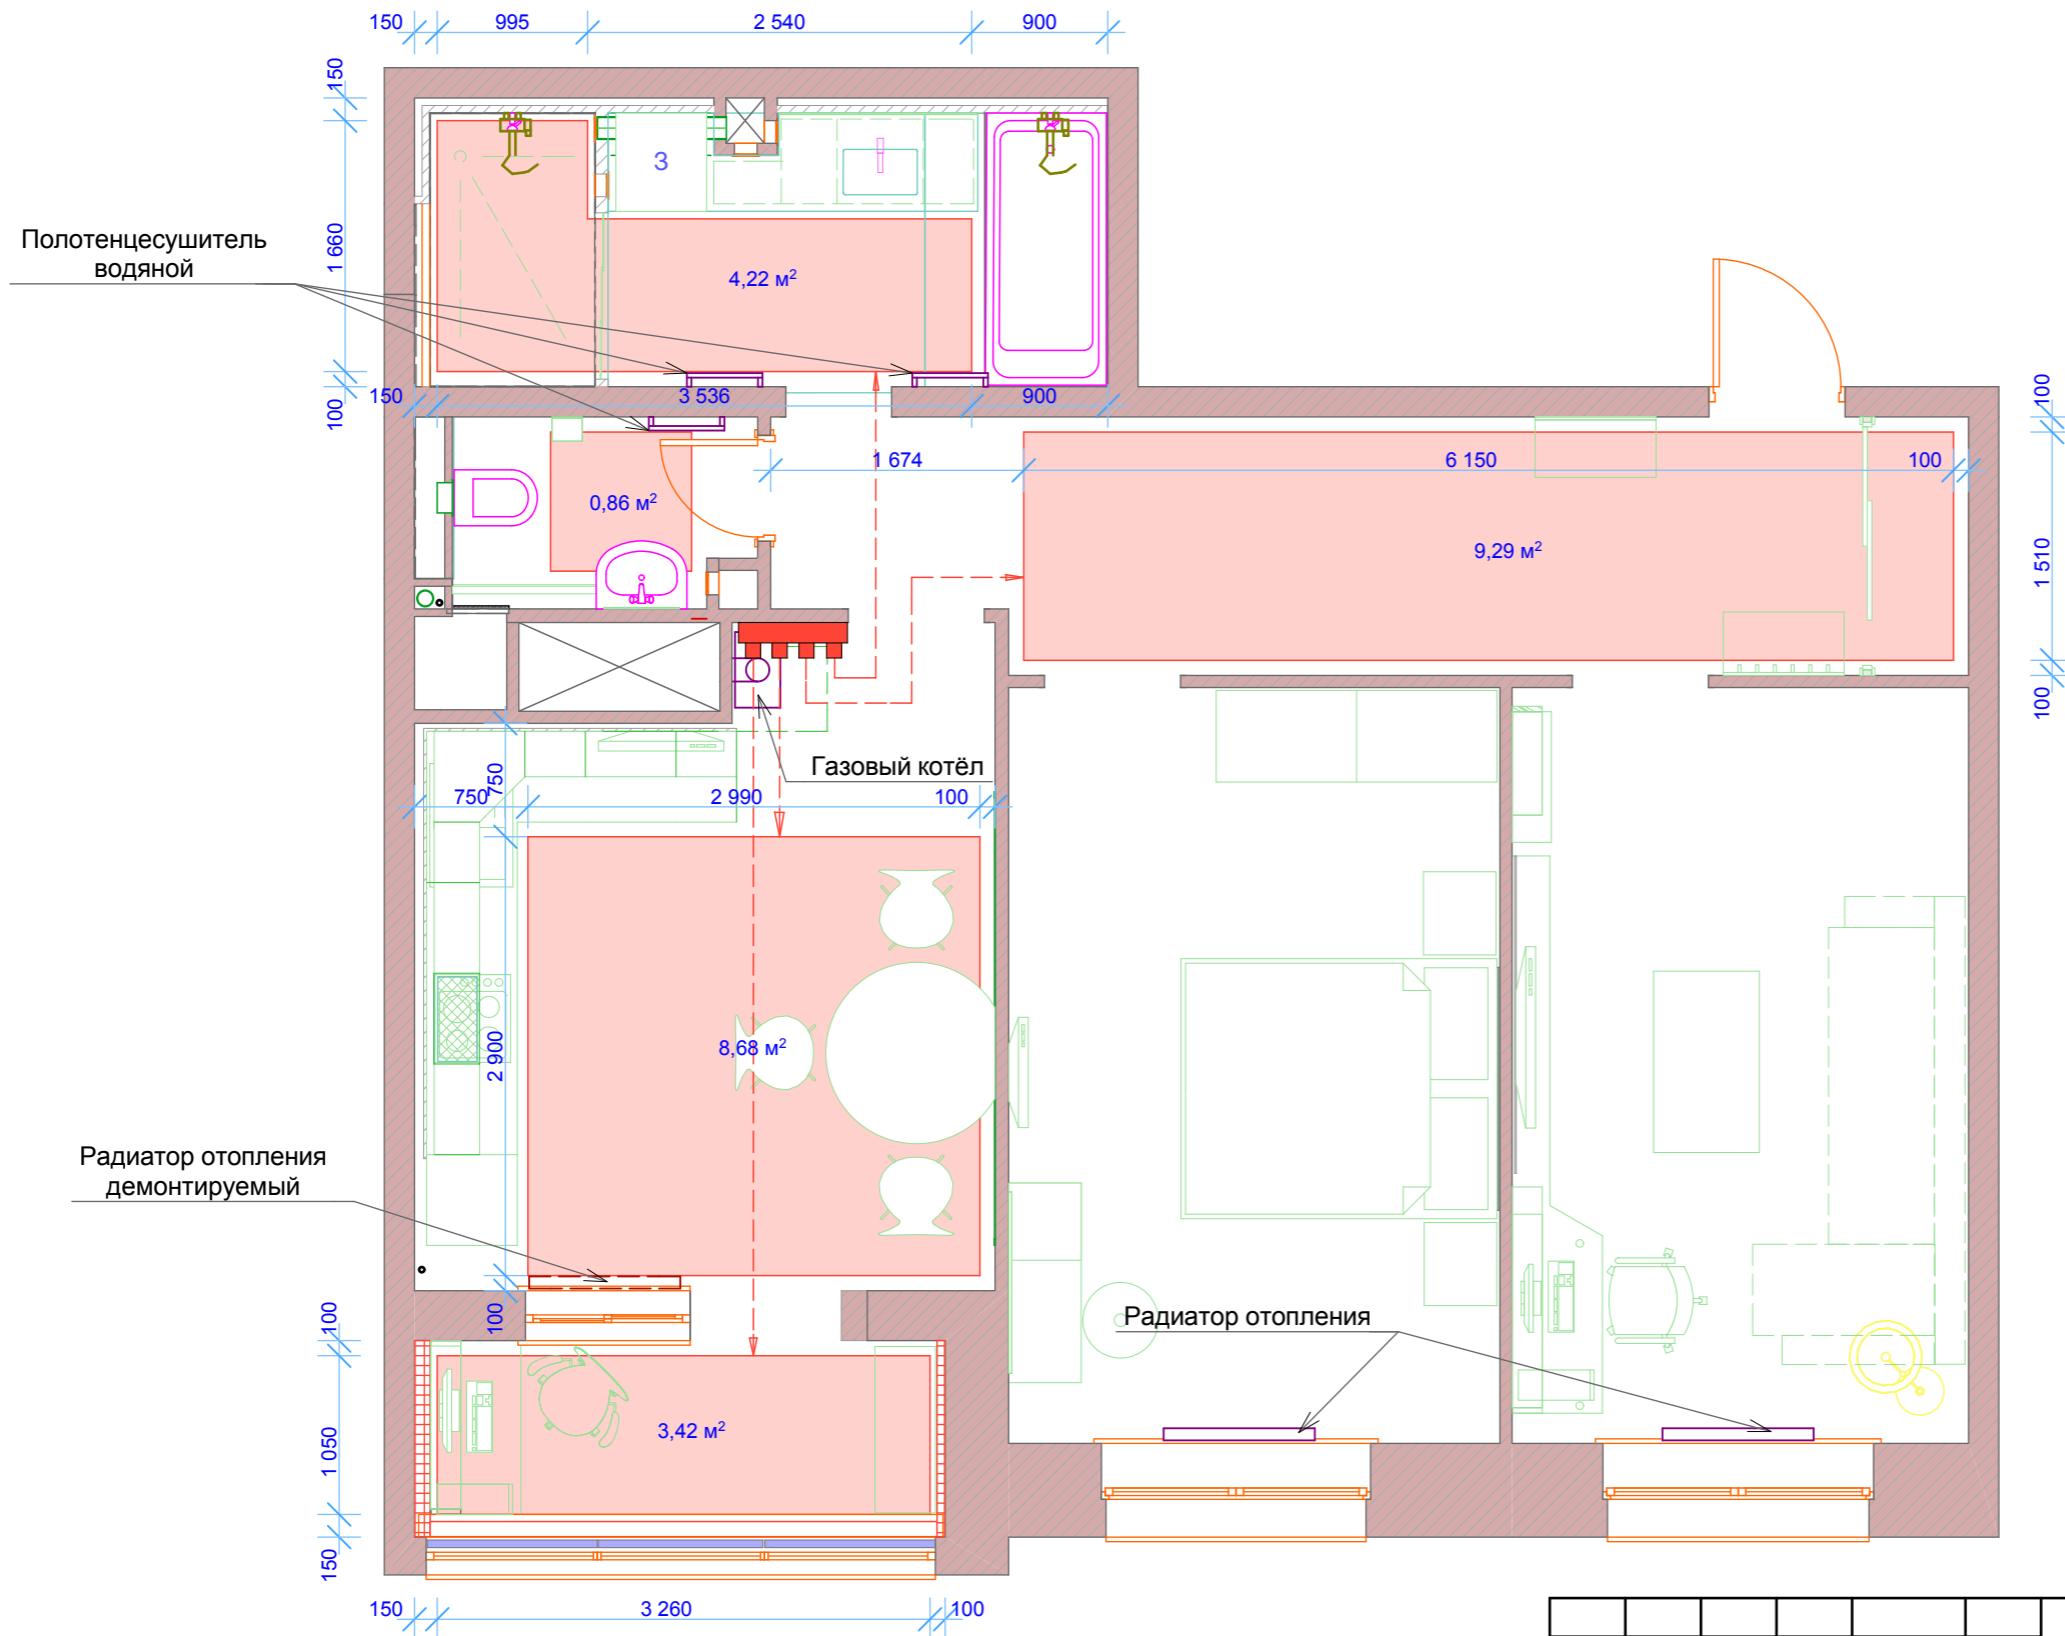 150 995 2 540 900
150
3
1 660
Полотенцесушитель
водяной
4,22 м²
100 150 3 536 900
100
1 674 6 150 100
0,86 м²
9,29 м²
1 510
100
Газовый котёл
750 750 2 990 100
8,68 м²
2 900
Радиатор отопления
демонтируемый
100 100
Радиатор отопления
3,42 м²
1 050
150
150 3 260 100